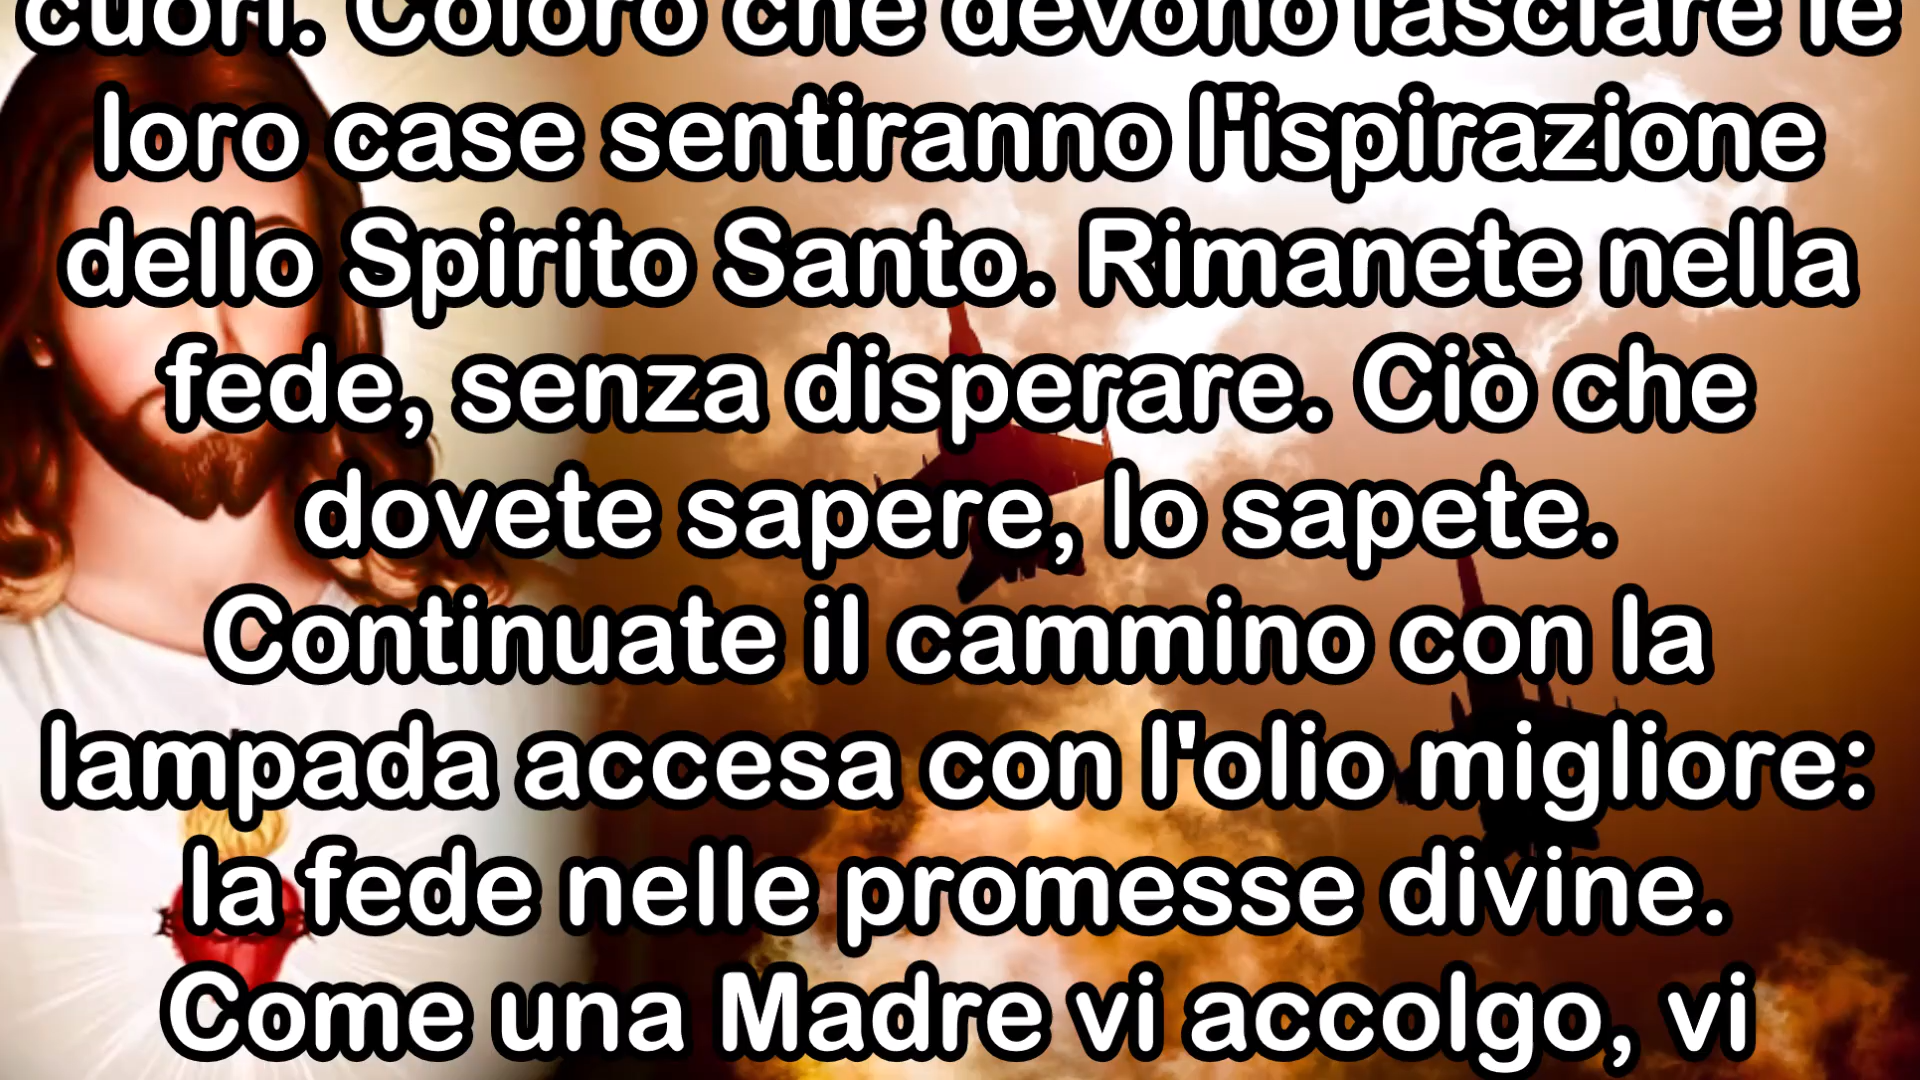 cuori. Coloro che devono lasciare le
loro case sentiranno l'ispirazione
dello Spirito Santo. Rimanete nella
fede, senza disperare. Ciò che
dovete sapere, lo sapete.
Continuate il cammino con la
lampada accesa con l'olio migliore:
la fede nelle promesse divine.
Come una Madre vi accolgo, vi